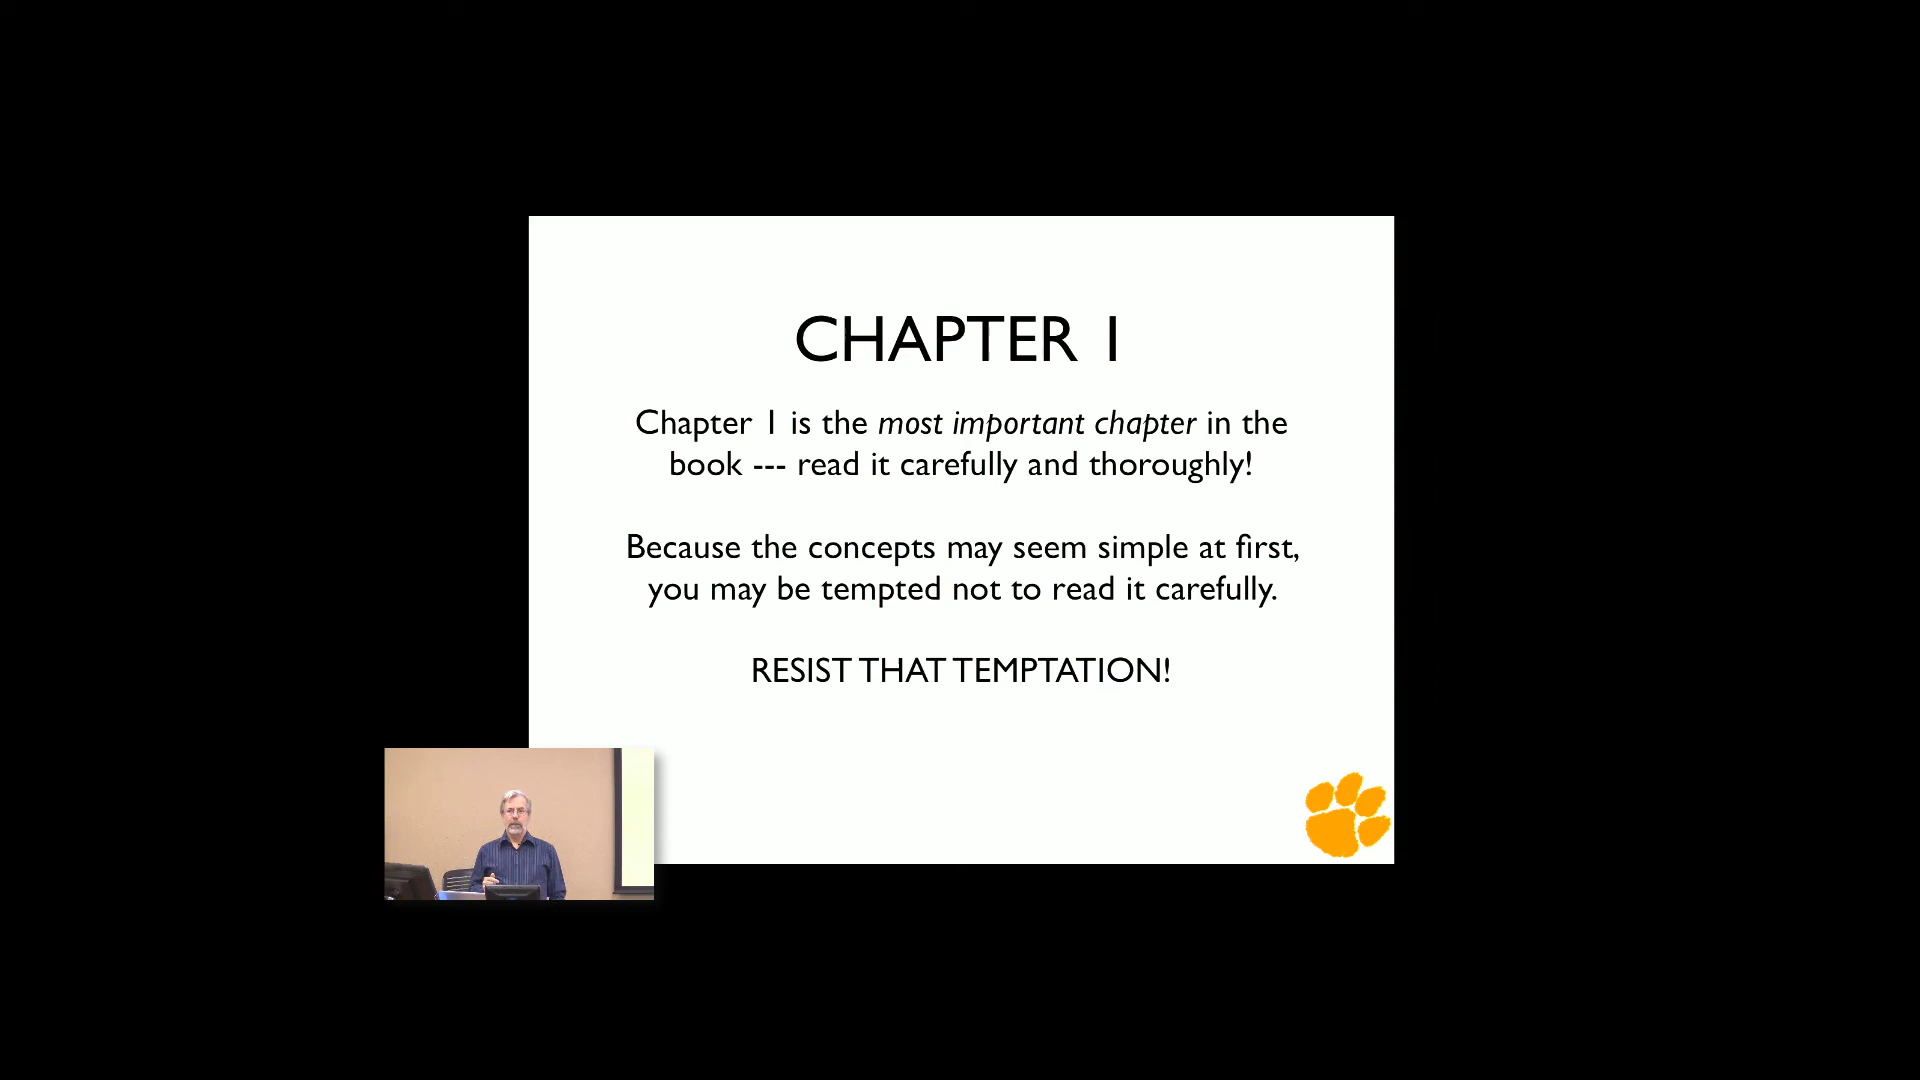 CHAPTER 1
Chapter 1 is the most important chapter in the
book --- read it carefully and thoroughly!
Because the concepts may seem simple at first,
you may be tempted not to read it carefully.
RESIST THAT TEMPTATION!